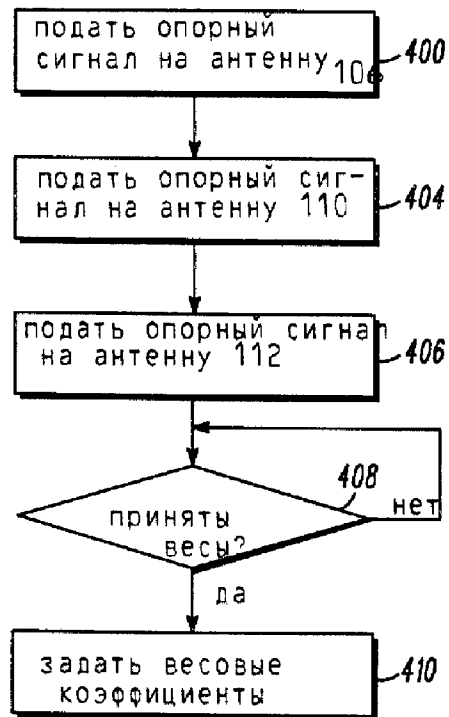 подать опорный
сигнал на антенну
400
подать опорный сиг-
нал на антенну 110
404
подать опорный сигнал
на антенну 112
406
408
нет
приняты
весы?
да
задать весовые
коэффициенты
410